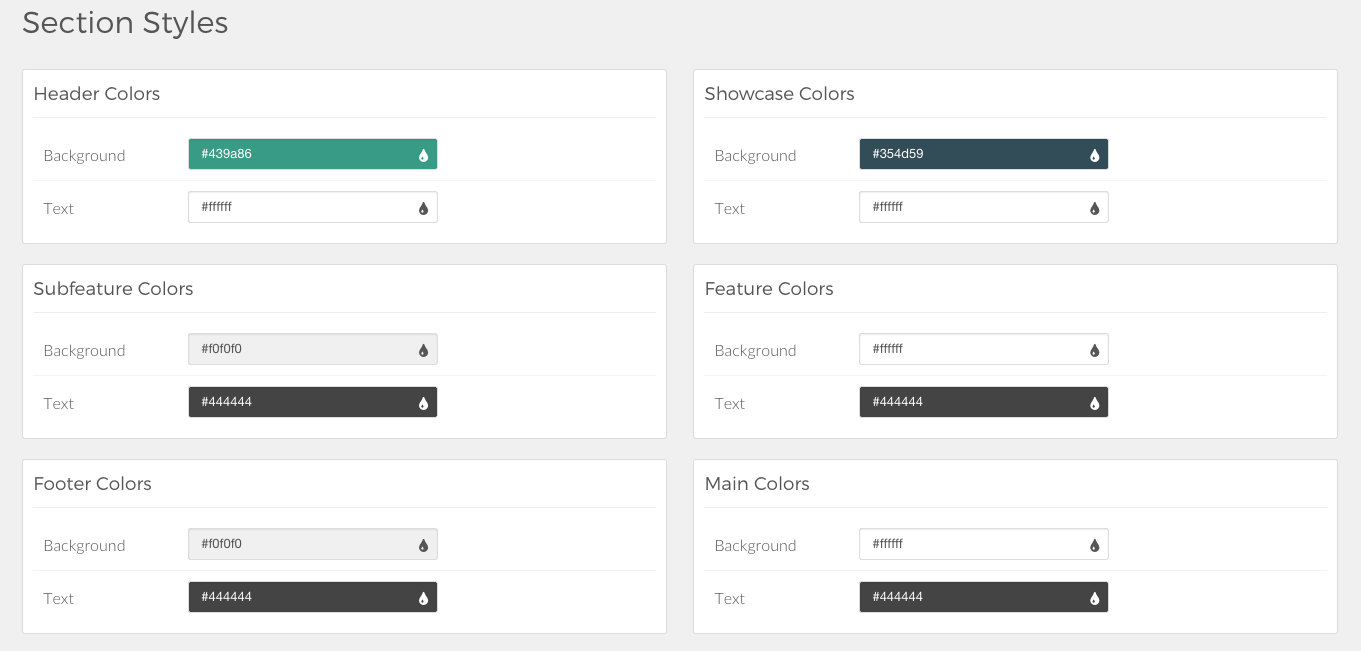 Section Styles
Header Colors
Background #439a86
Text #ffffff
Showcase Colors
Background #354d59
Text #ffffff
Subfeature Colors
Background #f0f0f0
Text #444444
Feature Colors
Background #ffffff
Text #444444
Footer Colors
Background #f0f0f0
Text #444444
Main Colors
Background #ffffff
Text #444444